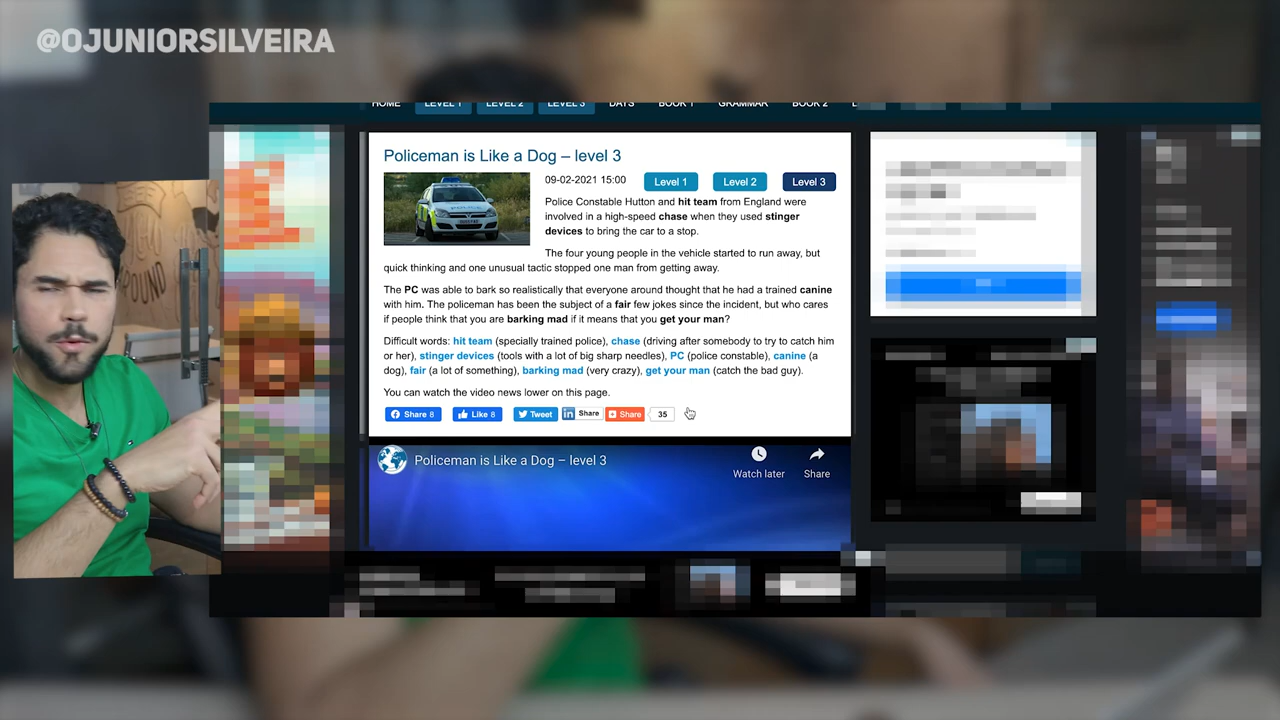 @OJUNIORSILVEIRA
HOME LEVEL 1 LEVEL 2 LEVEL 3 DAYS BOOK 1 GRAMMAR BOOK 2
Policeman is Like a Dog – level 3
09-02-2021 15:00 Level 1 Level 2 Level 3
Police Constable Hutton and hit team from England were
involved in a high-speed chase when they used stinger
devices to bring the car to a stop.
The four young people in the vehicle started to run away, but
quick thinking and one unusual tactic stopped one man from getting away.
The PC was able to bark so realistically that everyone around thought that he had a trained canine
with him. The policeman has been the subject of a fair few jokes since the incident, but who cares
if people think that you are barking mad if it means that you get your man?
Difficult words: hit team (specially trained police), chase (driving after somebody to try to catch him
or her), stinger devices (tools with a lot of big sharp needles), PC (police constable), canine (a
dog), fair (a lot of something), barking mad (very crazy), get your man (catch the bad guy).
You can watch the video news lower on this page.
Share 8 Like 8 Tweet Share Share 35
Policeman is Like a Dog – level 3
Watch later Share